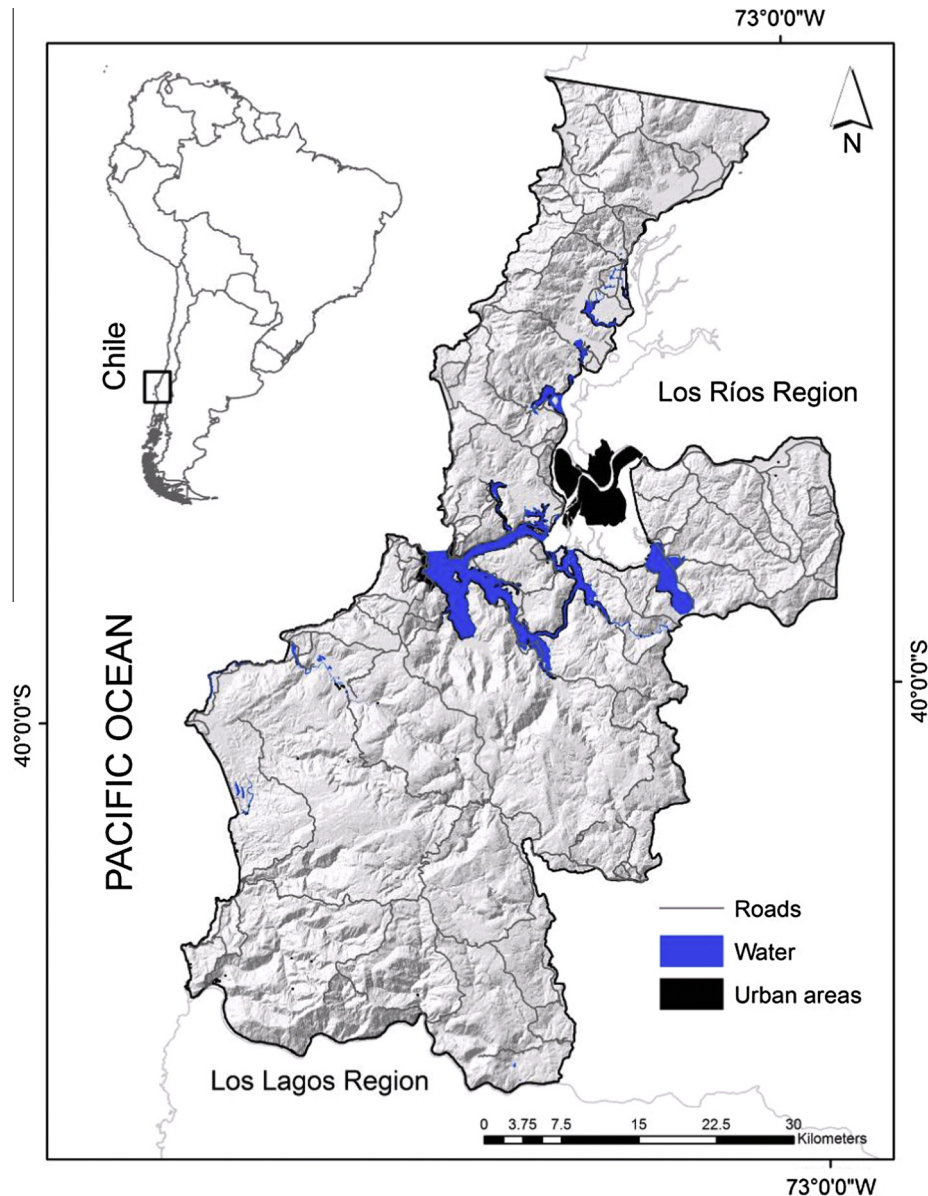 73°0'0"W
N
Chile
Los Ríos Region
PACIFIC OCEAN
40°0'0"S
40°0'0"S
Roads
Water
Urban areas
Los Lagos Region
0 3.75 7.5 15 22.5 30
Kilometers
73°0'0"W